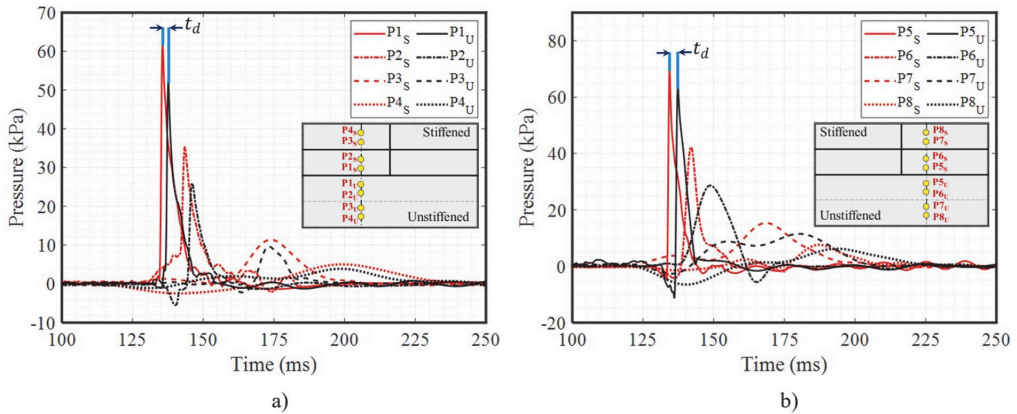 a)
70
60
50
40
30
20
10
0
-10
Pressure (kPa)
100 125 150 175 200 225 250
Time (ms)
t_d
P1_S P1_U
P2_S P2_U
P3_S P3_U
P4_S P4_U
P4_S Stiffened
P3_S
P2_S
P1_S
P1_U
P2_U
P3_U
P4_U Unstiffened
b)
80
60
40
20
0
-20
Pressure (kPa)
100 125 150 175 200 225 250
Time (ms)
t_d
P5_S P5_U
P6_S P6_U
P7_S P7_U
P8_S P8_U
Stiffened P8_S
P7_S
P6_S
P5_S
P5_U
P6_U
P7_U
Unstiffened P8_U